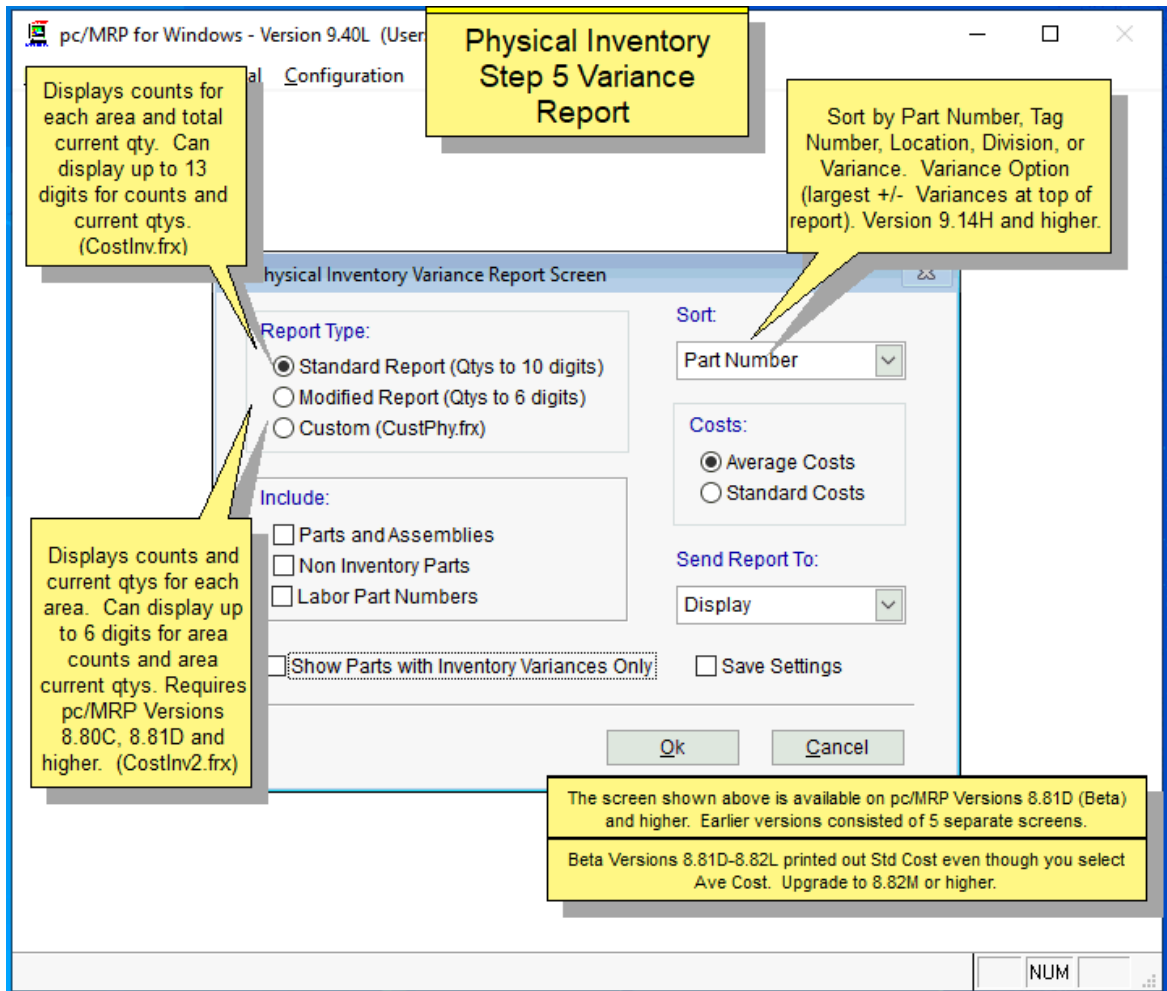 pc/MRP for Windows - Version 9.40L (User
al Configuration
Physical Inventory
Step 5 Variance
Report
Displays counts for
each area and total
current qty. Can
display up to 13
digits for counts and
current qtys.
(CostInv.frx)
Sort by Part Number, Tag
Number, Location, Division, or
Variance. Variance Option
(largest +/- Variances at top of
report). Version 9.14H and higher.
hysical Inventory Variance Report Screen
Report Type:
Standard Report (Qtys to 10 digits)
Modified Report (Qtys to 6 digits)
Custom (CustPhy.frx)
Sort:
Part Number
Costs:
Average Costs
Standard Costs
Include:
Parts and Assemblies
Non Inventory Parts
Labor Part Numbers
Send Report To:
Display
Show Parts with Inventory Variances Only
Save Settings
Ok
Cancel
Displays counts and
current qtys for each
area. Can display up
to 6 digits for area
counts and area
current qtys. Requires
pc/MRP Versions
8.80C, 8.81D and
higher. (CostInv2.frx)
The screen shown above is available on pc/MRP Versions 8.81D (Beta)
and higher. Earlier versions consisted of 5 separate screens.
Beta Versions 8.81D-8.82L printed out Std Cost even though you select
Ave Cost. Upgrade to 8.82M or higher.
NUM